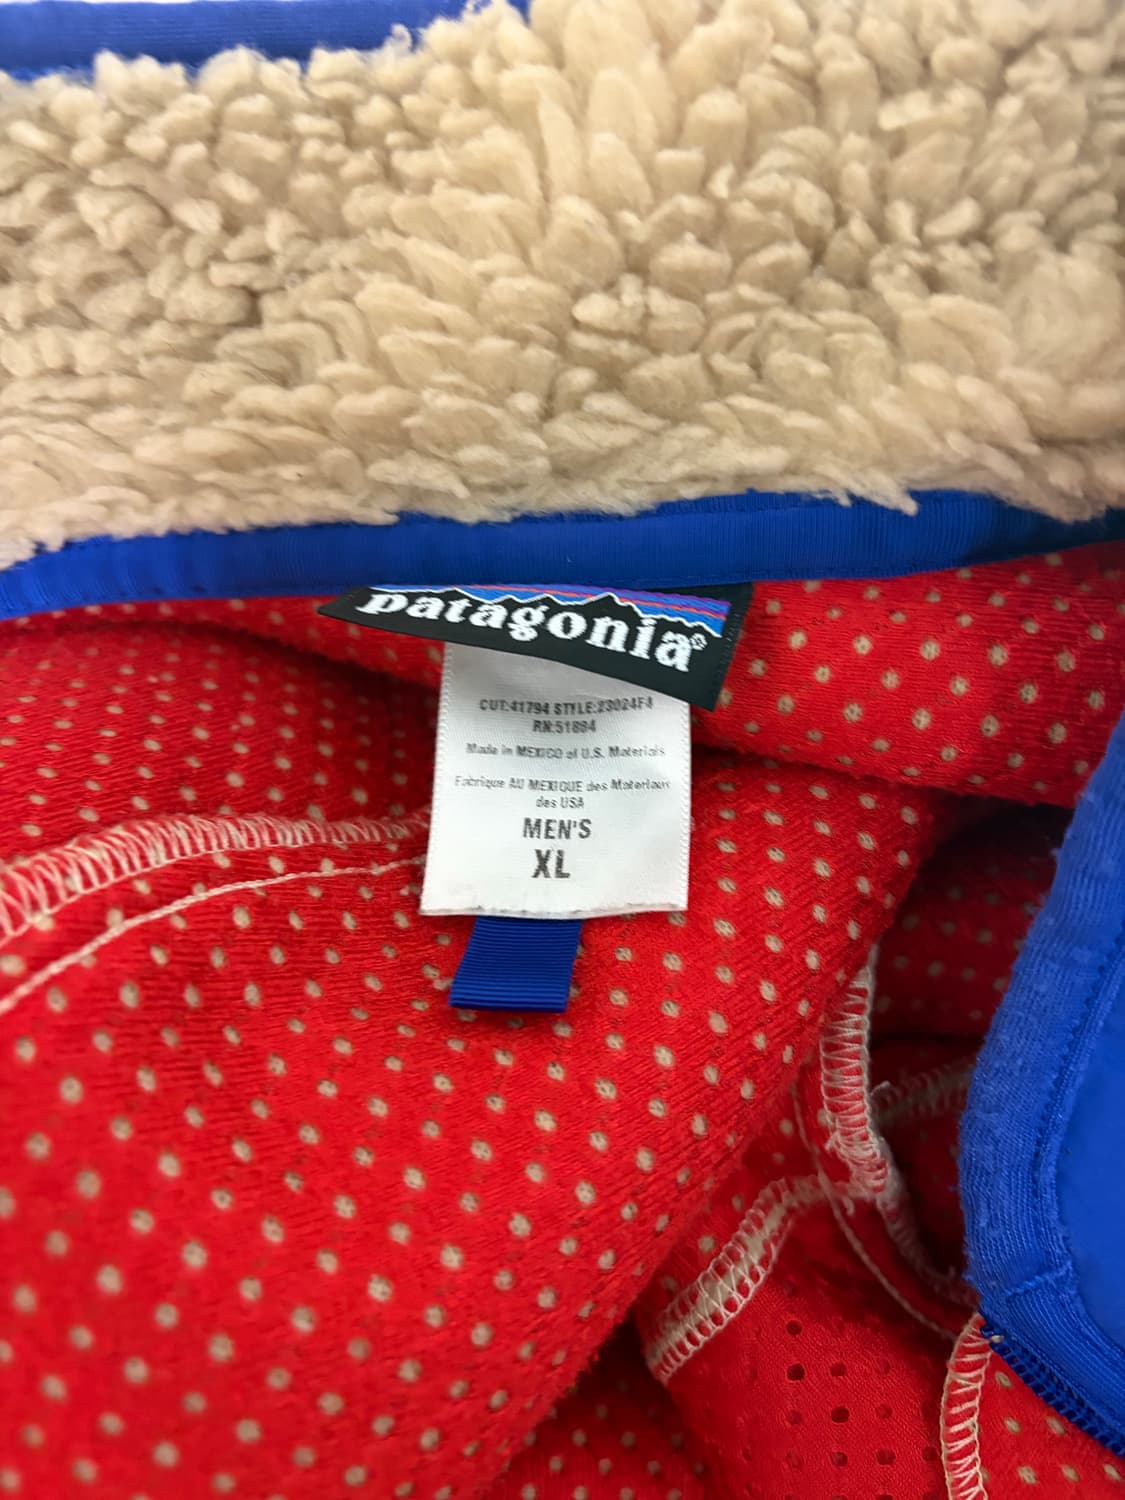 patagonia®
CUT:41794 STYLE:23024F4
RN:51884
Made in MEXICO of U.S. Materials
Fabrique AU MEXIQUE des Materiaux
des USA
MEN'S
XL